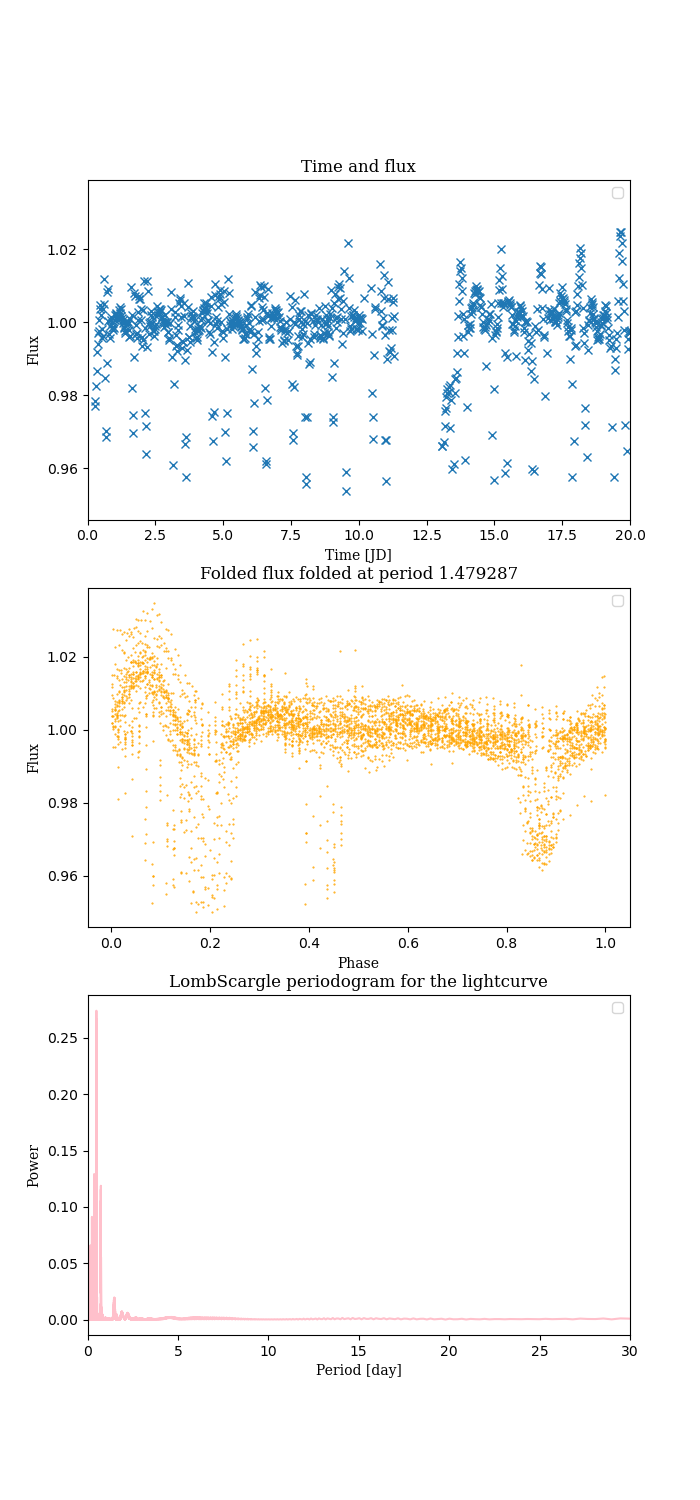 Time and flux
1.02
1.00
0.98
0.96
Flux
0.0 2.5 5.0 7.5 10.0 12.5 15.0 17.5 20.0
Time [JD]
Folded flux folded at period 1.479287
1.02
1.00
0.98
0.96
Flux
0.0 0.2 0.4 0.6 0.8 1.0
Phase
LombScargle periodogram for the lightcurve
0.25
0.20
0.15
0.10
0.05
0.00
Power
0 5 10 15 20 25 30
Period [day]